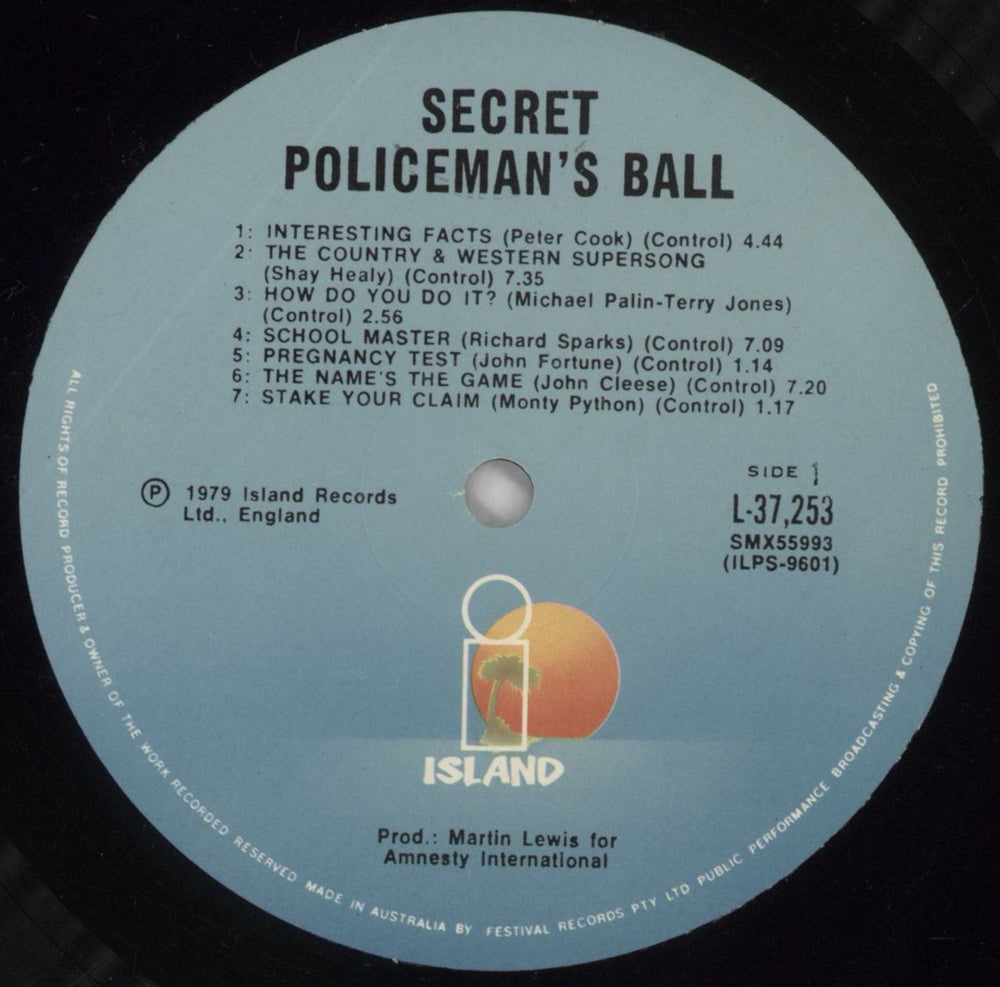 SECRET
POLICEMAN'S BALL
1: INTERESTING FACTS (Peter Cook) (Control) 4.44
2: THE COUNTRY & WESTERN SUPERSONG
(Shay Healy) (Control) 7.35
3: HOW DO YOU DO IT? (Michael Palin-Terry Jones)
(Control) 2.56
4: SCHOOL MASTER (Richard Sparks) (Control) 7.09
5: PREGNANCY TEST (John Fortune) (Control) 1.14
6: THE NAME'S THE GAME (John Cleese) (Control) 7.20
7: STAKE YOUR CLAIM (Monty Python) (Control) 1.17
Ⓟ 1979 Island Records
Ltd., England
SIDE 1
L-37,253
SMX55993
(ILPS-9601)
i
ISLAND
Prod.: Martin Lewis for
Amnesty International
ALL RIGHTS OF RECORD PRODUCER & OWNER OF THE WORK RECORDED RESERVED MADE IN AUSTRALIA BY FESTIVAL RECORDS PTY LTD PUBLIC PERFORMANCE BROADCASTING & COPYING OF THIS RECORD PROHIBITED